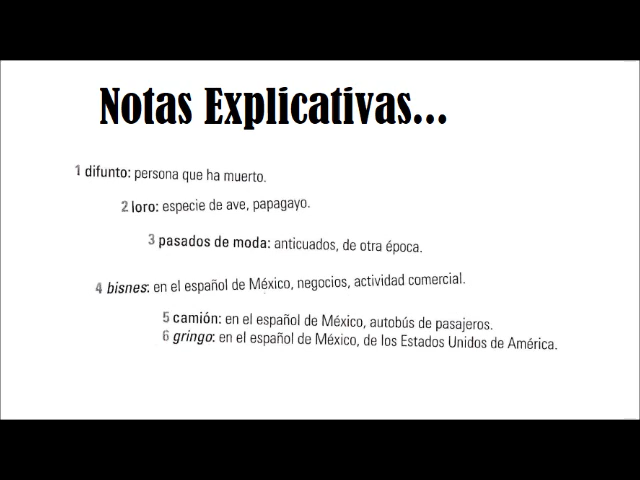 Notas Explicativas...
1 difunto: persona que ha muerto.
2 loro: especie de ave, papagayo.
3 pasados de moda: anticuados, de otra época.
4 bisnes: en el español de México, negocios, actividad comercial.
5 camión: en el español de México, autobús de pasajeros.
6 gringo: en el español de México, de los Estados Unidos de América.